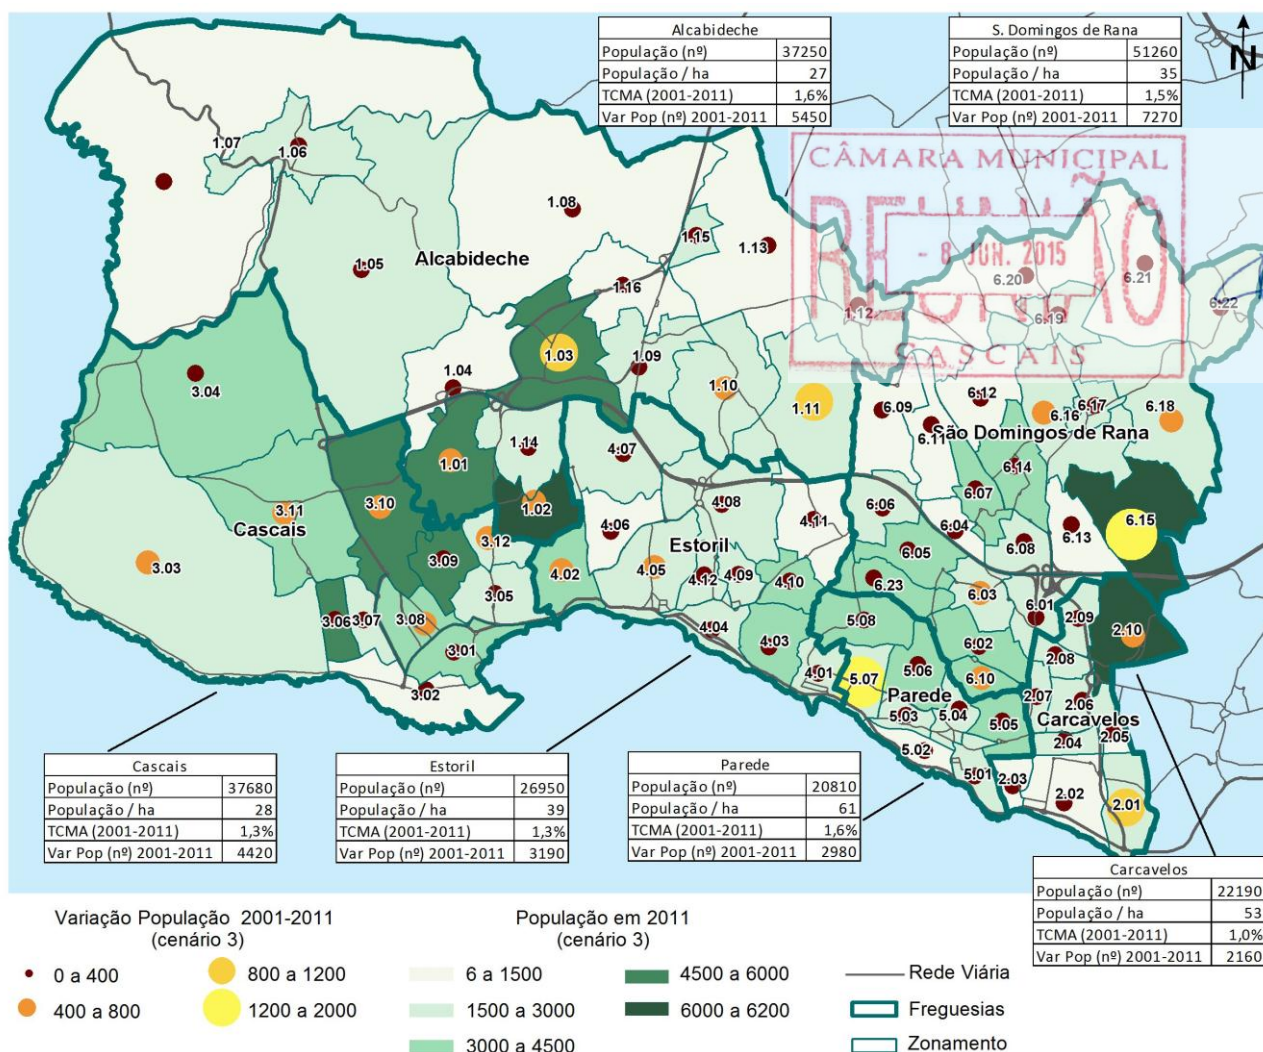 Alcabideche
População (nº) 37250
População / ha 27
TCMA (2001-2011) 1,6%
Var Pop (nº) 2001-2011 5450
S. Domingos de Rana
População (nº) 51260
População / ha 35
TCMA (2001-2011) 1,5%
Var Pop (nº) 2001-2011 7270
N
CÂMARA MUNICIPAL
REUNIÃO
- 8 JUN. 2015
CASCAIS
1.07
1.06
1.08
1.15
1.13
1.05
Alcabideche
1.16
1.12
6.20
6.21
6.19
6.22
1.03
1.09
1.04
3.04
1.10
1.11
6.09
6.12
6.11
6.16
6.17
6.18
São Domingos de Rana
1.01
1.14
4.07
6.14
6.07
1.02
3.10
3.11
Cascais
4.08
4.06
4.11
6.06
6.04
6.13
6.15
3.12
Estoril
6.08
6.05
3.03
3.09
4.02
4.05
4.12
4.09
4.10
6.23
6.03
3.05
3.06
3.07
3.08
4.04
4.03
5.08
6.01
2.09
2.10
3.01
6.02
2.08
4.01
5.07
5.06
6.10
3.02
Parede
2.07
2.06
5.03
5.04
5.05
Carcavelos
2.04
2.05
5.02
5.01
2.03
2.02
2.01
Cascais
População (nº) 37680
População / ha 28
TCMA (2001-2011) 1,3%
Var Pop (nº) 2001-2011 4420
Estoril
População (nº) 26950
População / ha 39
TCMA (2001-2011) 1,3%
Var Pop (nº) 2001-2011 3190
Parede
População (nº) 20810
População / ha 61
TCMA (2001-2011) 1,6%
Var Pop (nº) 2001-2011 2980
Carcavelos
População (nº) 22190
População / ha 53
TCMA (2001-2011) 1,0%
Var Pop (nº) 2001-2011 2160
Variação População 2001-2011
(cenário 3)
0 a 400
400 a 800
800 a 1200
1200 a 2000
População em 2011
(cenário 3)
6 a 1500
1500 a 3000
3000 a 4500
4500 a 6000
6000 a 6200
Rede Viária
Freguesias
Zonamento